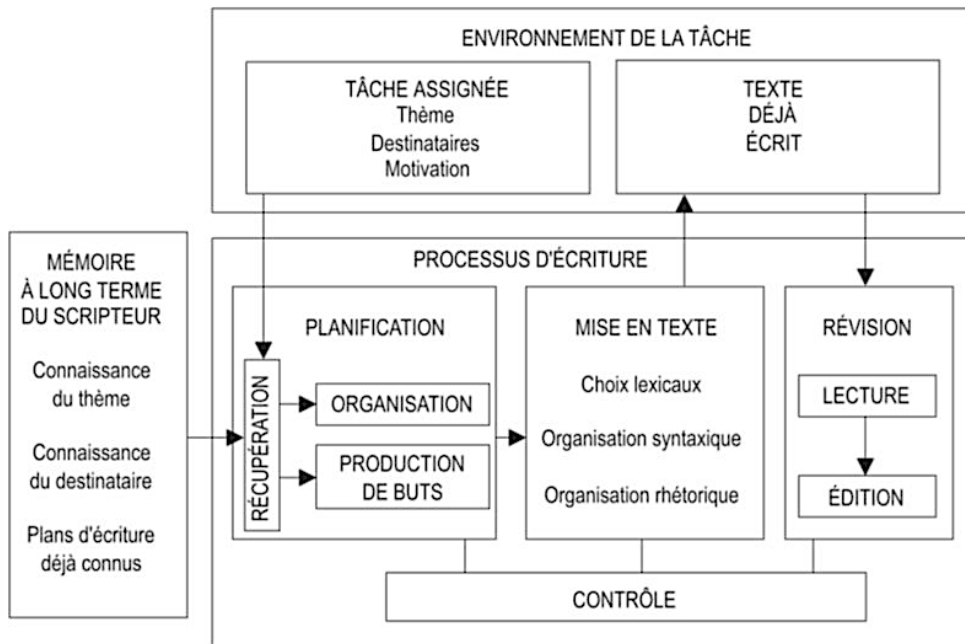 ENVIRONNEMENT DE LA TÂCHE
TÂCHE ASSIGNÉE
Thème
Destinataires
Motivation
TEXTE
DÉJÀ
ÉCRIT
MÉMOIRE
À LONG TERME
DU SCRIPTEUR
Connaissance
du thème
Connaissance
du destinataire
Plans d'écriture
déjà connus
PROCESSUS D'ÉCRITURE
PLANIFICATION
RÉCUPÉRATION
ORGANISATION
PRODUCTION
DE BUTS
MISE EN TEXTE
Choix lexicaux
Organisation syntaxique
Organisation rhétorique
RÉVISION
LECTURE
ÉDITION
CONTRÔLE